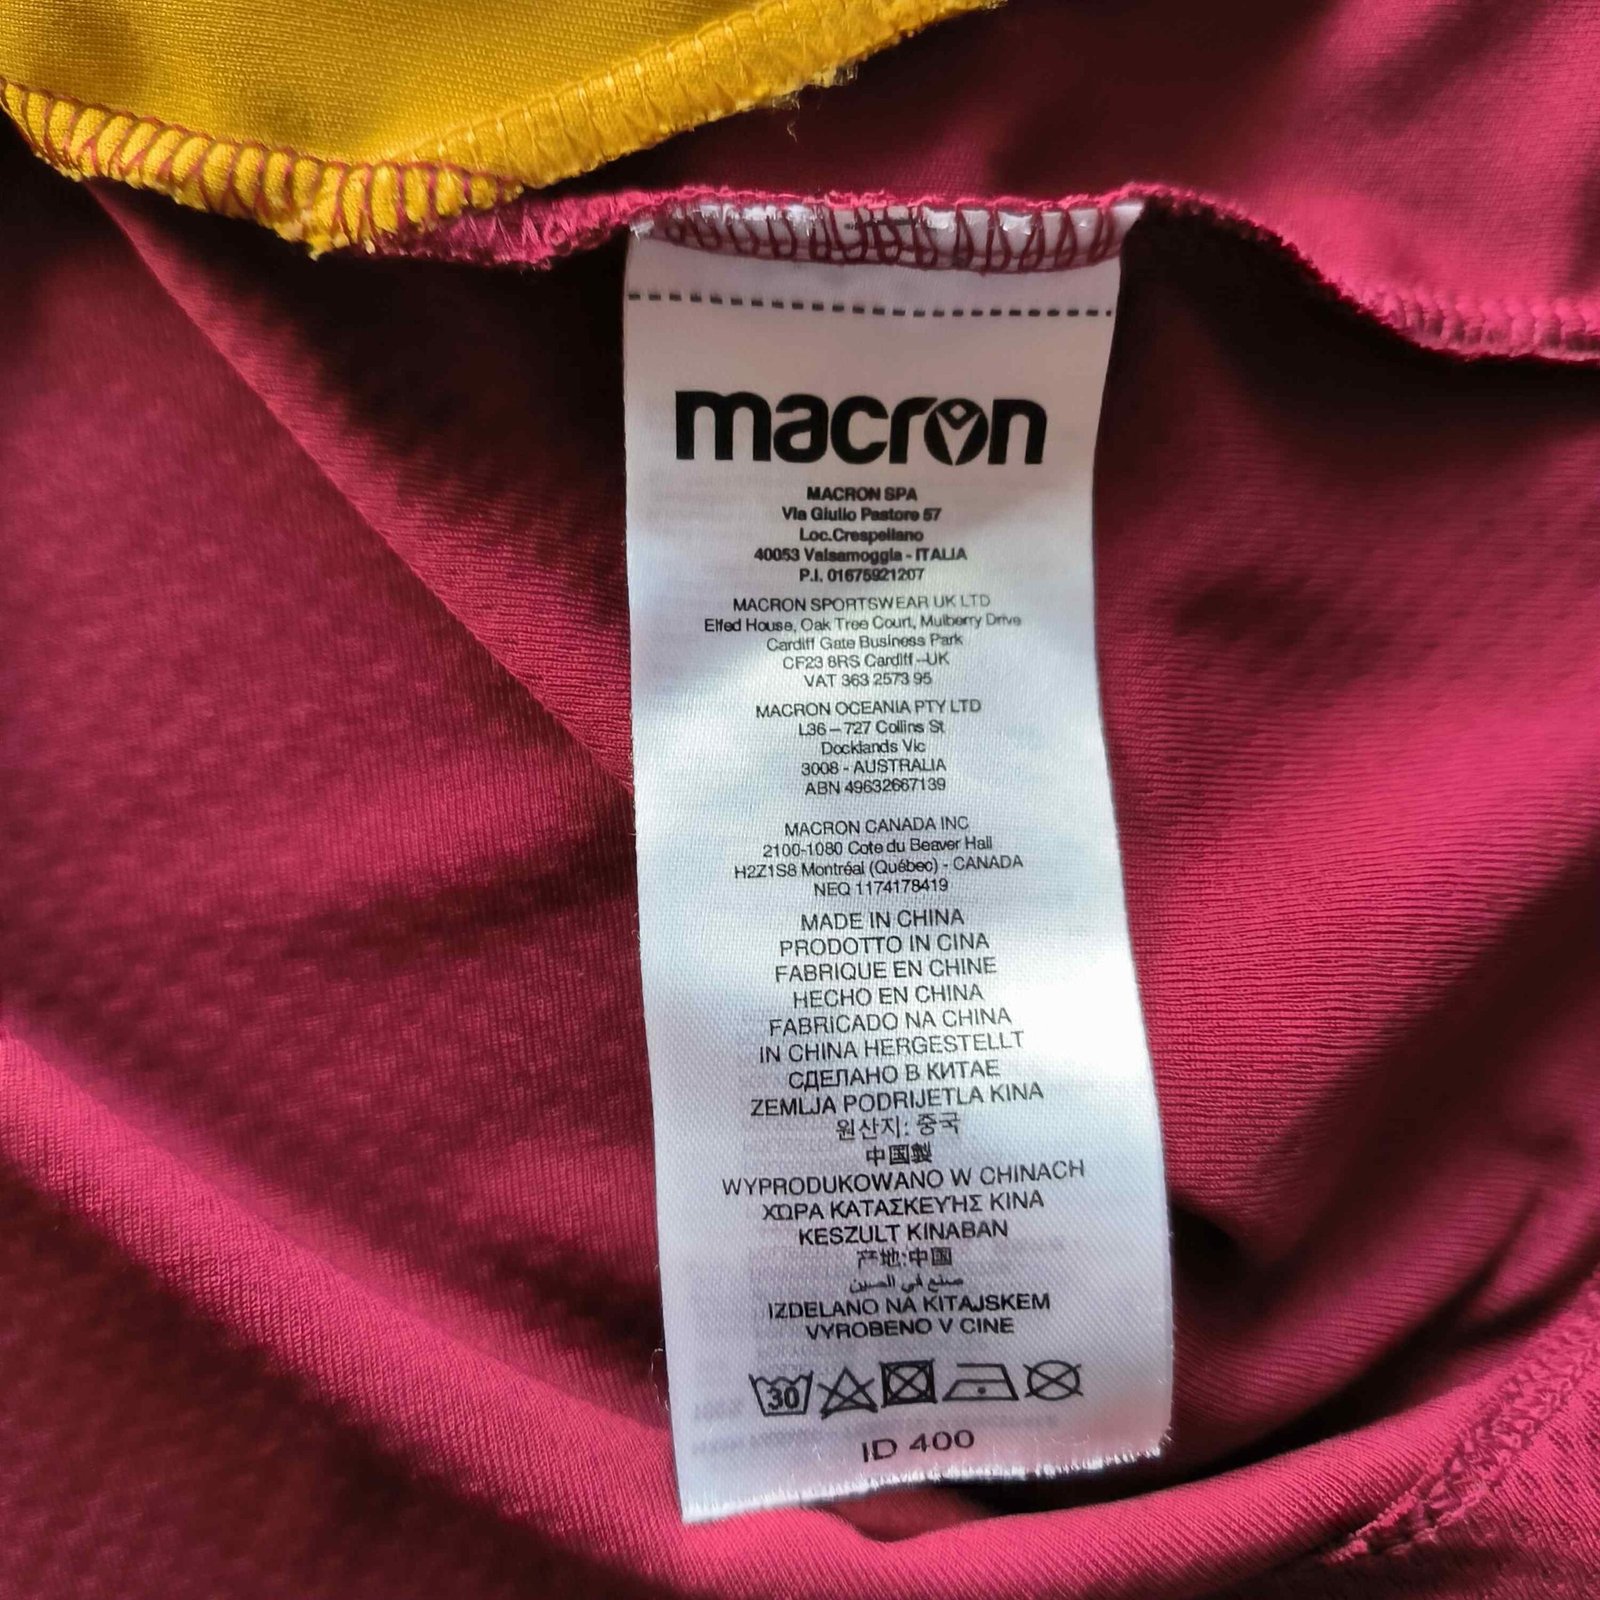 macron
MACRON SPA
Via Giulio Pastore 57
Loc.Crespellano
40053 Valsamoggia - ITALIA
P.I. 01675921207
MACRON SPORTSWEAR UK LTD
Elfed House, Oak Tree Court, Mulberry Drive
Cardiff Gate Business Park
CF23 8RS Cardiff –UK
VAT 363 2573 95
MACRON OCEANIA PTY LTD
L36 – 727 Collins St
Docklands Vic
3008 - AUSTRALIA
ABN 49632667139
MACRON CANADA INC
2100-1080 Cote du Beaver Hall
H2Z1S8 Montréal (Québec) - CANADA
NEQ 1174178419
MADE IN CHINA
PRODOTTO IN CINA
FABRIQUE EN CHINE
HECHO EN CHINA
FABRICADO NA CHINA
IN CHINA HERGESTELLT
СДЕЛАНО В КИТАЕ
ZEMLJA PODRIJETLA KINA
원산지: 중국
中国製
WYPRODUKOWANO W CHINACH
ΧΩΡΑ ΚΑΤΑΣΚΕΥΉΣ ΚΙΝΑ
KESZULT KINABAN
产地:中国
صنع في الصين
IZDELANO NA KITAJSKEM
VYROBENO V CINE
30
ID 400